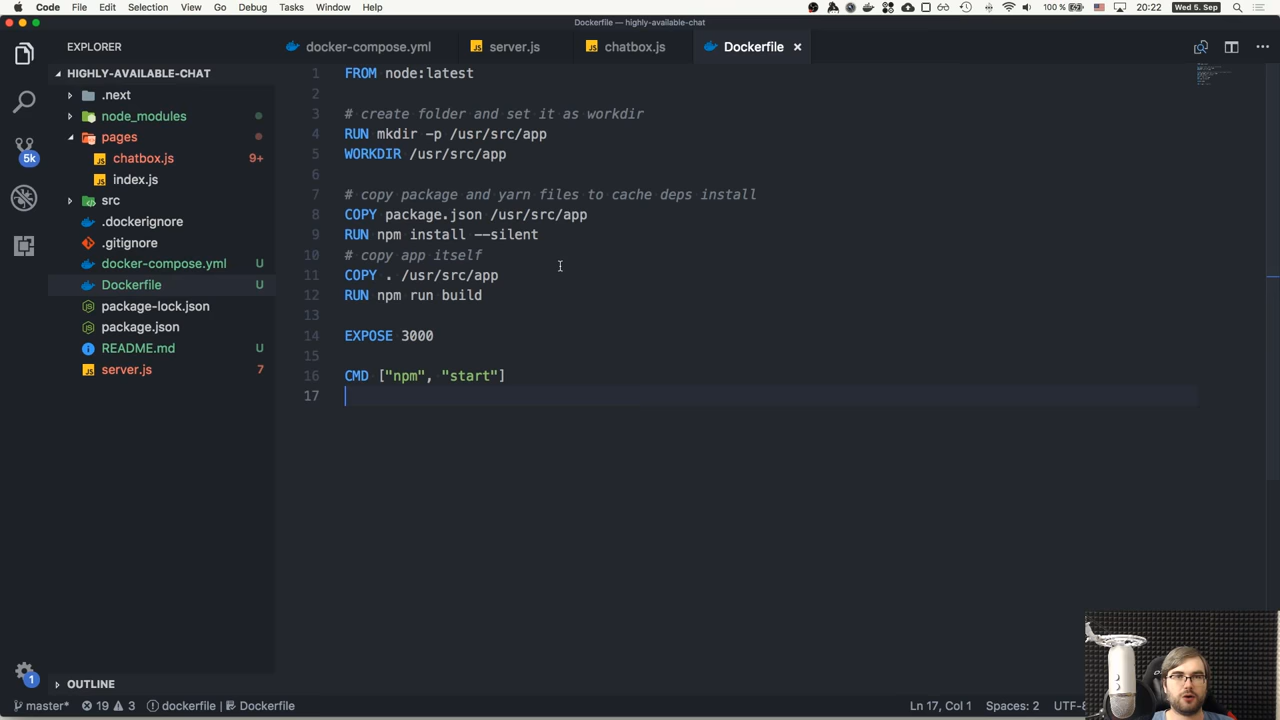 Code File Edit Selection View Go Debug Tasks Window Help 100 % 20:22 Wed 5. Sep
Dockerfile — highly-available-chat
EXPLORER
docker-compose.yml
JS server.js
JS chatbox.js
Dockerfile ×
HIGHLY-AVAILABLE-CHAT
.next
node_modules
pages
JS chatbox.js 9+
JS index.js
src
.dockerignore
.gitignore
docker-compose.yml U
Dockerfile U
package-lock.json
package.json
README.md U
JS server.js 7
5k
1
OUTLINE
1 FROM node:latest
2
3 # create folder and set it as workdir
4 RUN mkdir -p /usr/src/app
5 WORKDIR /usr/src/app
6
7 # copy package and yarn files to cache deps install
8 COPY package.json /usr/src/app
9 RUN npm install --silent
10 # copy app itself
11 COPY . /usr/src/app
12 RUN npm run build
13
14 EXPOSE 3000
15
16 CMD ["npm", "start"]
17
master* 19 3 dockerfile | Dockerfile Ln 17, Col 1 Spaces: 2